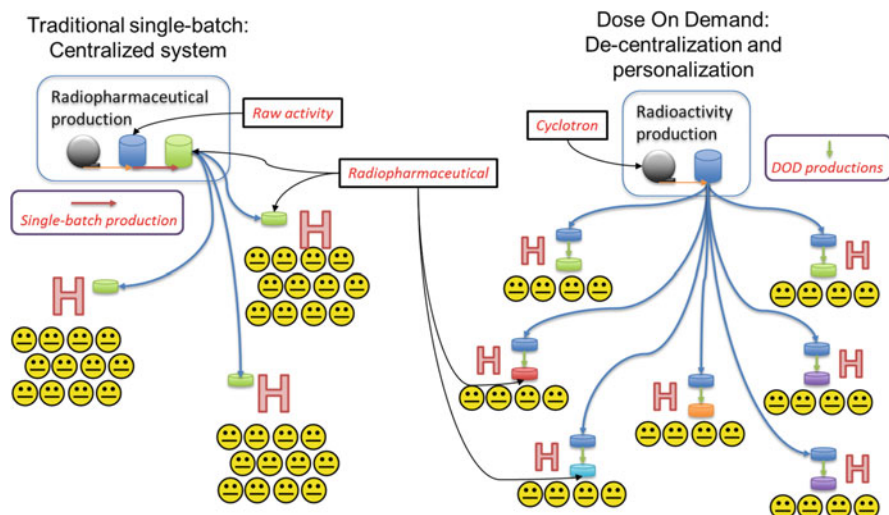 Traditional single-batch:
Centralized system
Radiopharmaceutical
production
Raw activity
Single-batch production
Radiopharmaceutical
H
H
H
Dose On Demand:
De-centralization and
personalization
Cyclotron
Radioactivity
production
DOD productions
H
H
H
H
H
H
H